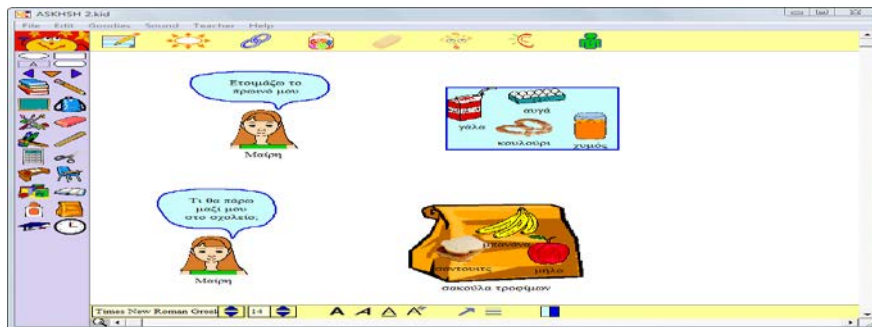 ASKHSH 2.kid
File Edit Goodies Sound Teacher Help
A
Ετοιμάζω το
πρωινό μου
Μαίρη
γάλα
αυγά
κουλούρι
χυμός
Τι θα πάρω
μαζί μου
στο σχολείο;
Μαίρη
σάντουιτς
μπανάνα
μήλο
σακούλα τροφίμων
Times New Roman Greek
14
A A A A